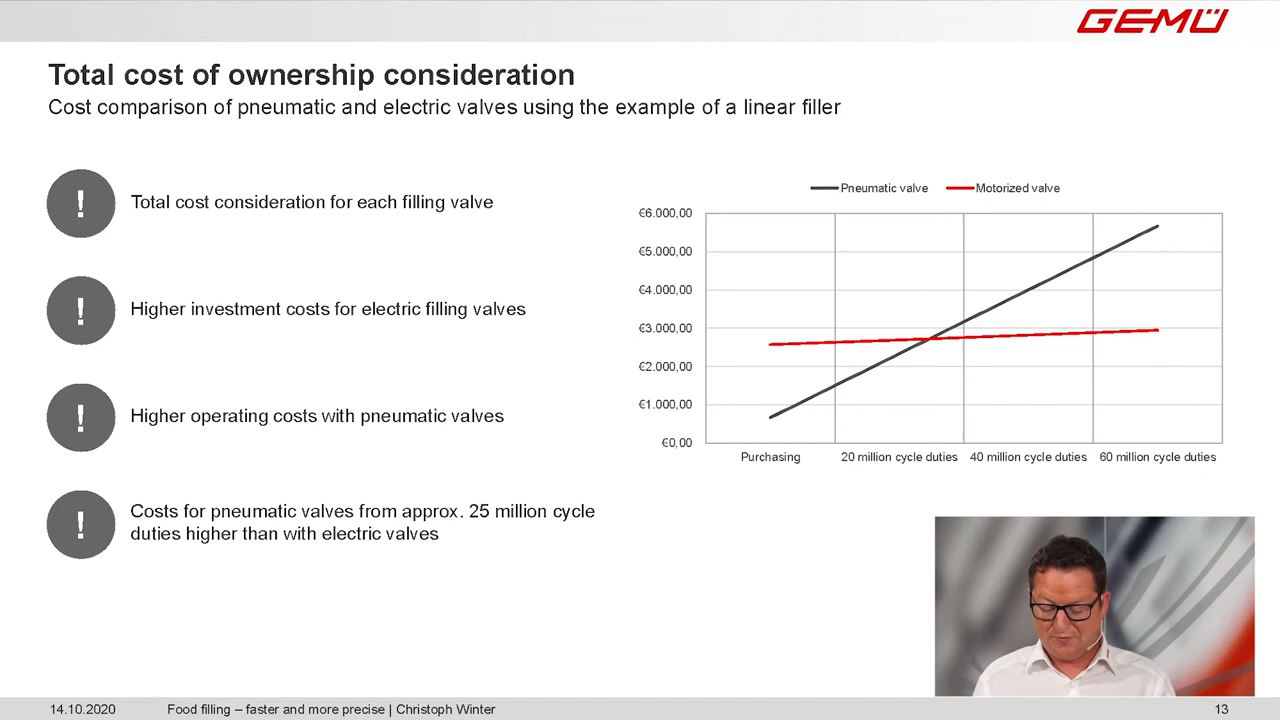 GEMÜ
Total cost of ownership consideration
Cost comparison of pneumatic and electric valves using the example of a linear filler
! Total cost consideration for each filling valve
! Higher investment costs for electric filling valves
! Higher operating costs with pneumatic valves
! Costs for pneumatic valves from approx. 25 million cycle
duties higher than with electric valves
Pneumatic valve Motorized valve
€6.000,00
€5.000,00
€4.000,00
€3.000,00
€2.000,00
€1.000,00
€0,00
Purchasing 20 million cycle duties 40 million cycle duties 60 million cycle duties
14.10.2020 Food filling – faster and more precise | Christoph Winter 13